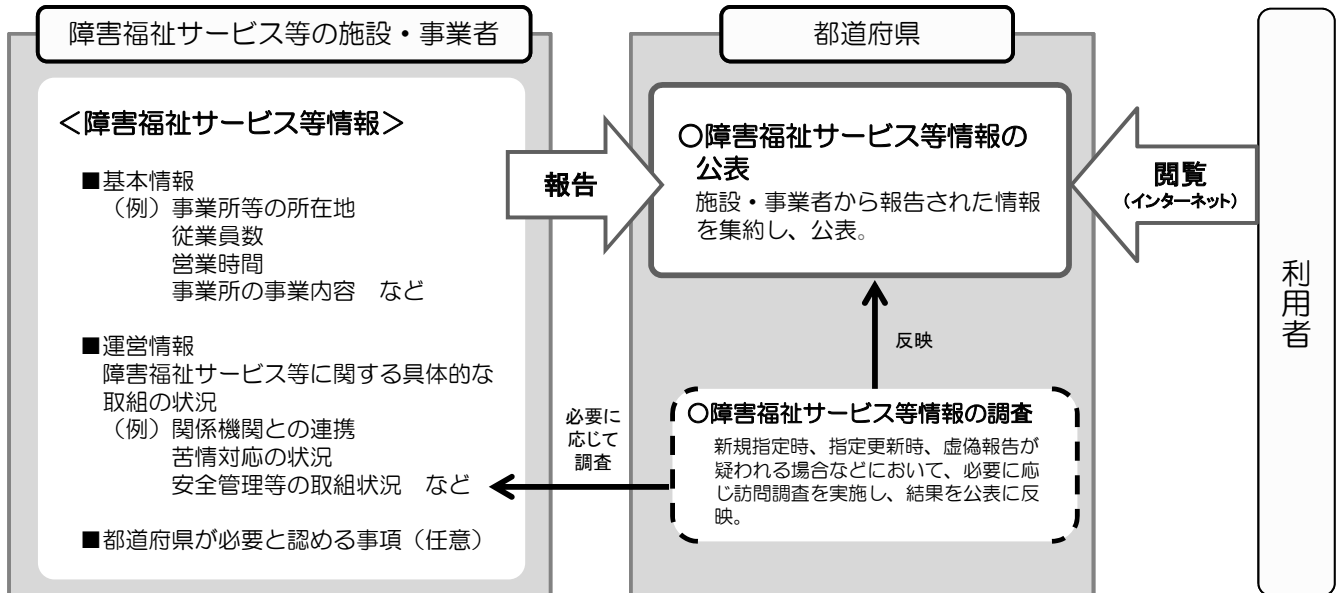 障害福祉サービス等の施設・事業者
＜障害福祉サービス等情報＞
■基本情報
（例）事業所等の所在地
従業員数
営業時間
事業所の事業内容　など
■運営情報
障害福祉サービス等に関する具体的な
取組の状況
（例）関係機関との連携
苦情対応の状況
安全管理等の取組状況　など
■都道府県が必要と認める事項（任意）
報告
必要に
応じて
調査
都道府県
〇障害福祉サービス等情報の
公表
施設・事業者から報告された情報
を集約し、公表。
反映
〇障害福祉サービス等情報の調査
新規指定時、指定更新時、虚偽報告が
疑われる場合などにおいて、必要に応
じ訪問調査を実施し、結果を公表に反
映。
閲覧
（インターネット）
利用者